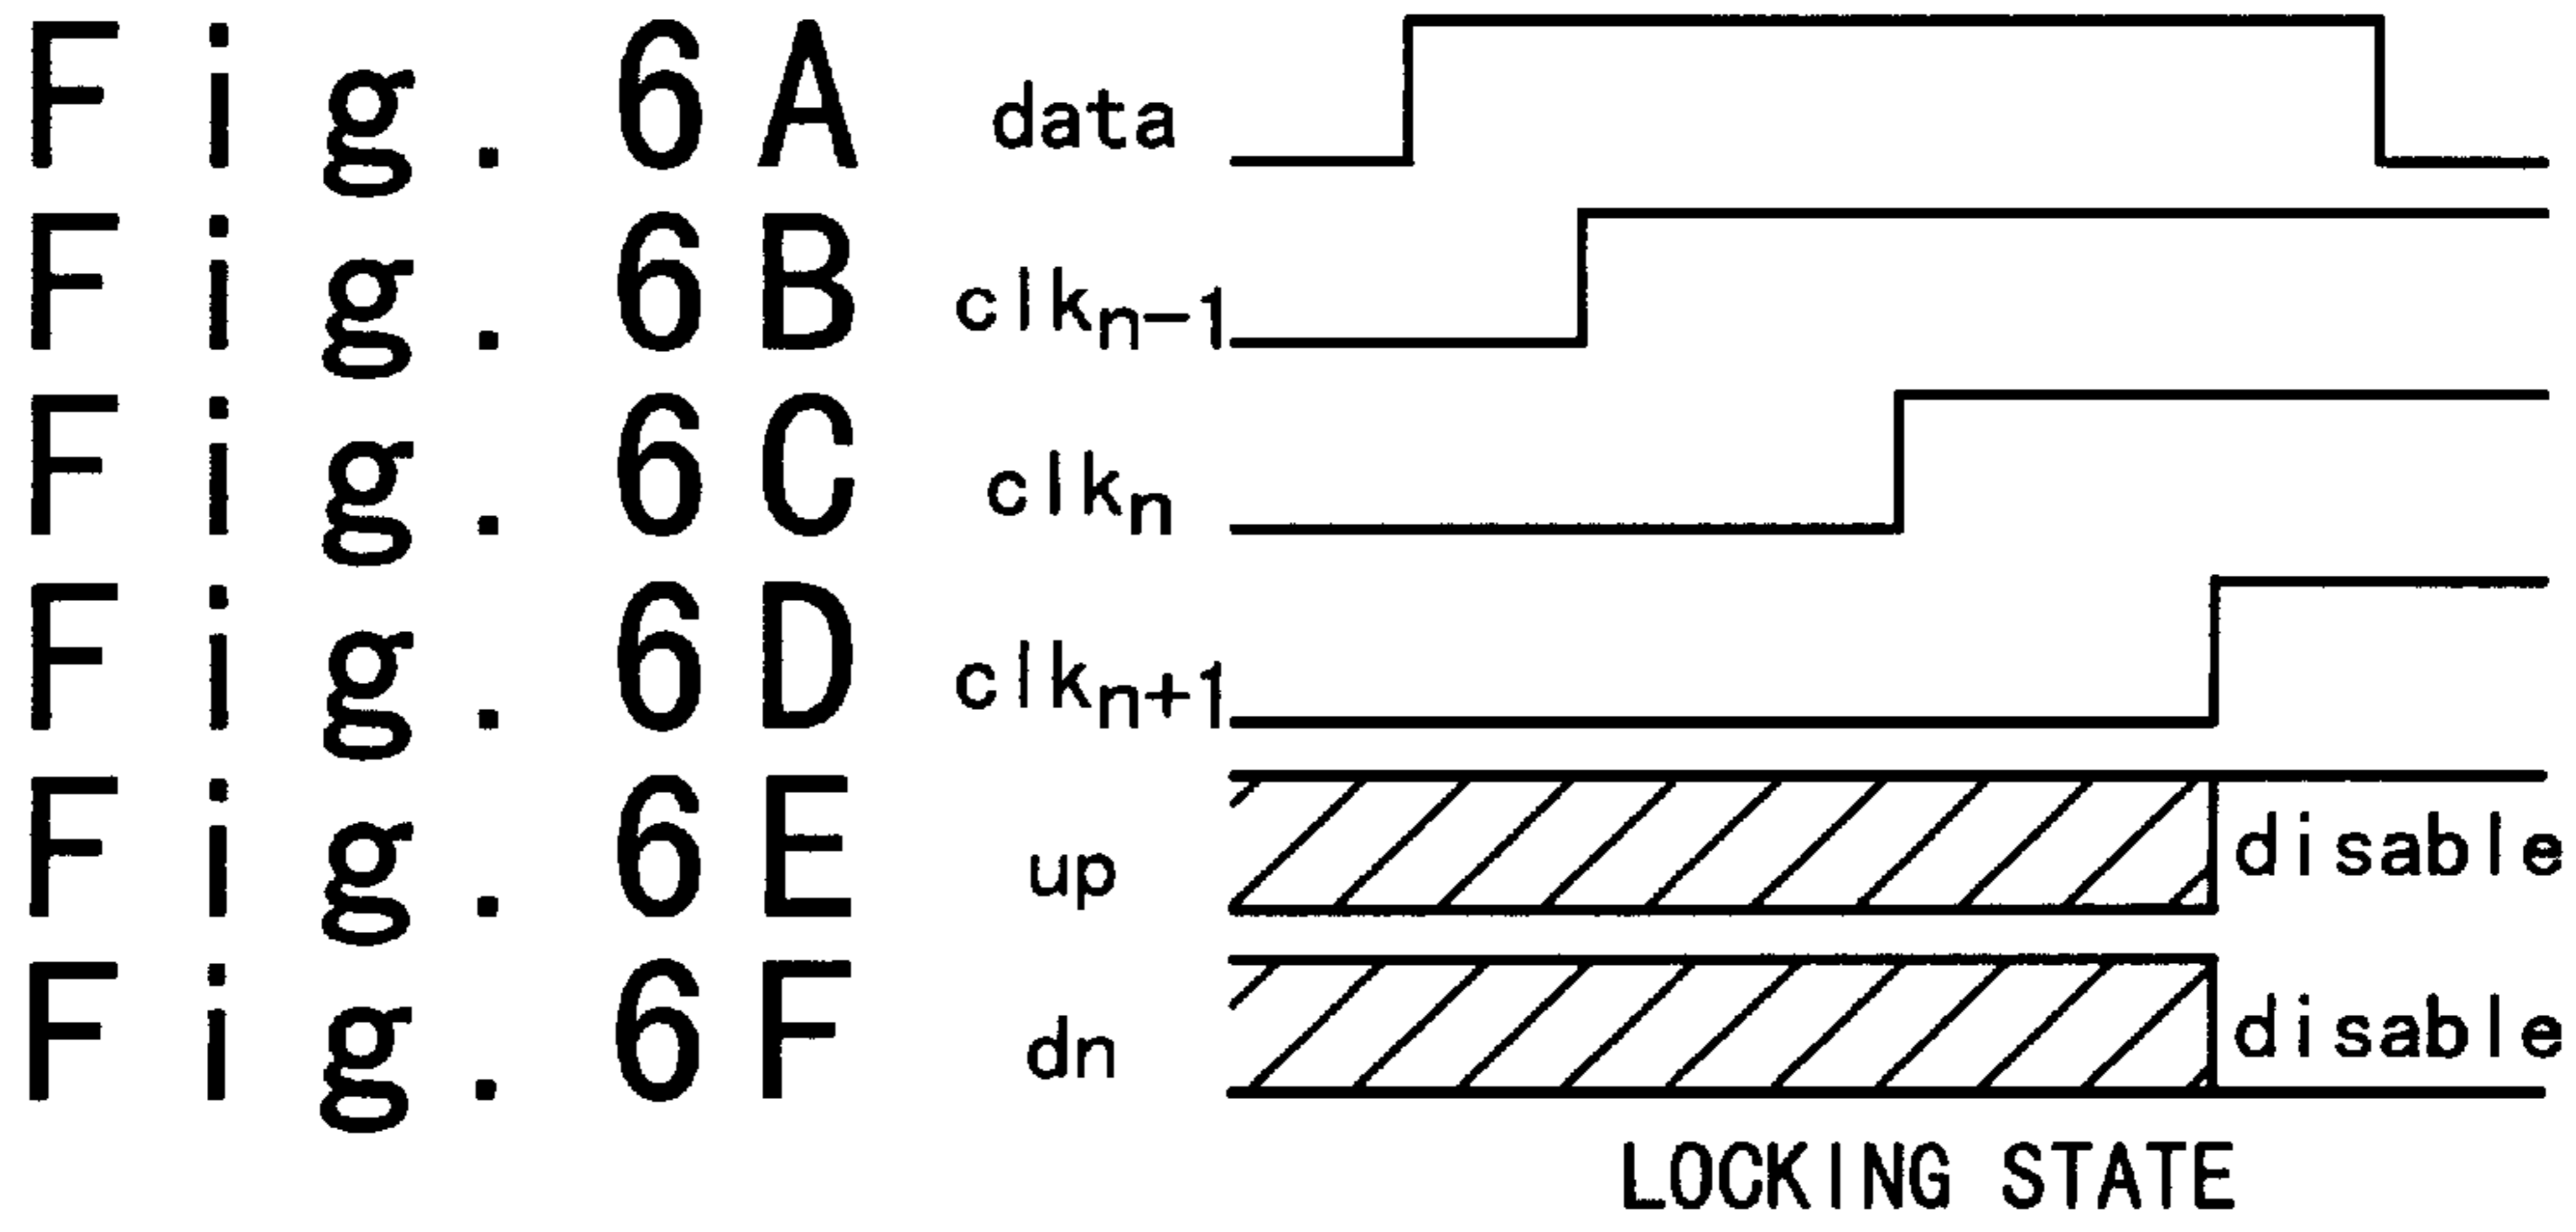 Fig. 6A data
Fig. 6B clkn-1
Fig. 6C clkn
Fig. 6D clkn+1
Fig. 6E up disable
Fig. 6F dn disable
LOCKING STATE